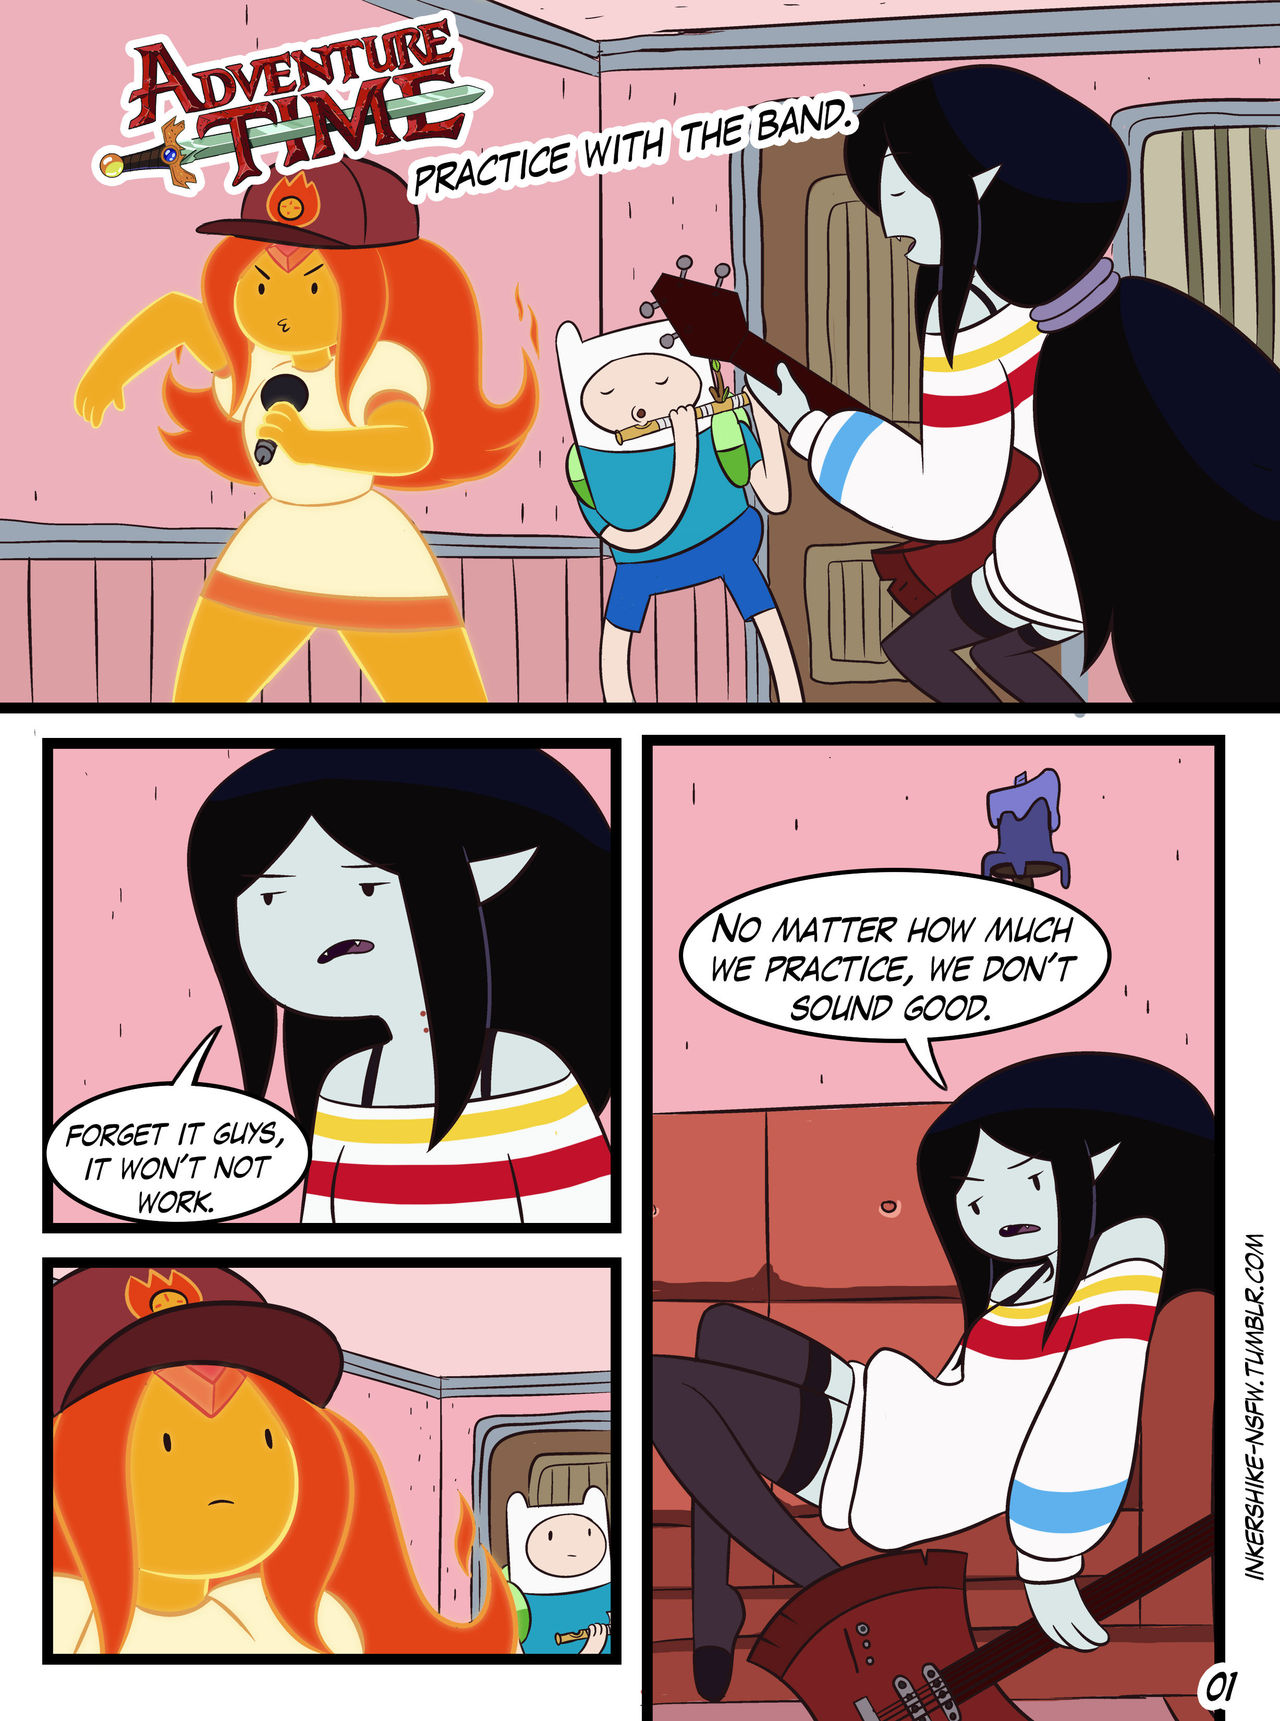 ADVENTURE
TIME
PRACTICE WITH THE BAND.
FORGET IT GUYS,
IT WON'T NOT
WORK.
NO MATTER HOW MUCH
WE PRACTICE, WE DON'T
SOUND GOOD.
INKERSHIKE-NSFW.TUMBLR.COM
01